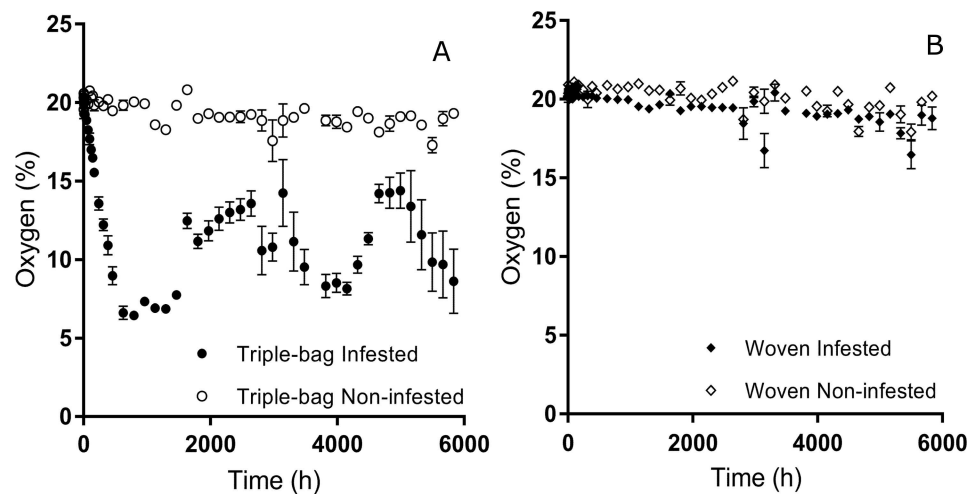 A
Oxygen (%)
25
20
15
10
5
0
Triple-bag Infested
Triple-bag Non-infested
0 2000 4000 6000
Time (h)
B
Oxygen (%)
25
20
15
10
5
0
Woven Infested
Woven Non-infested
0 2000 4000 6000
Time (h)